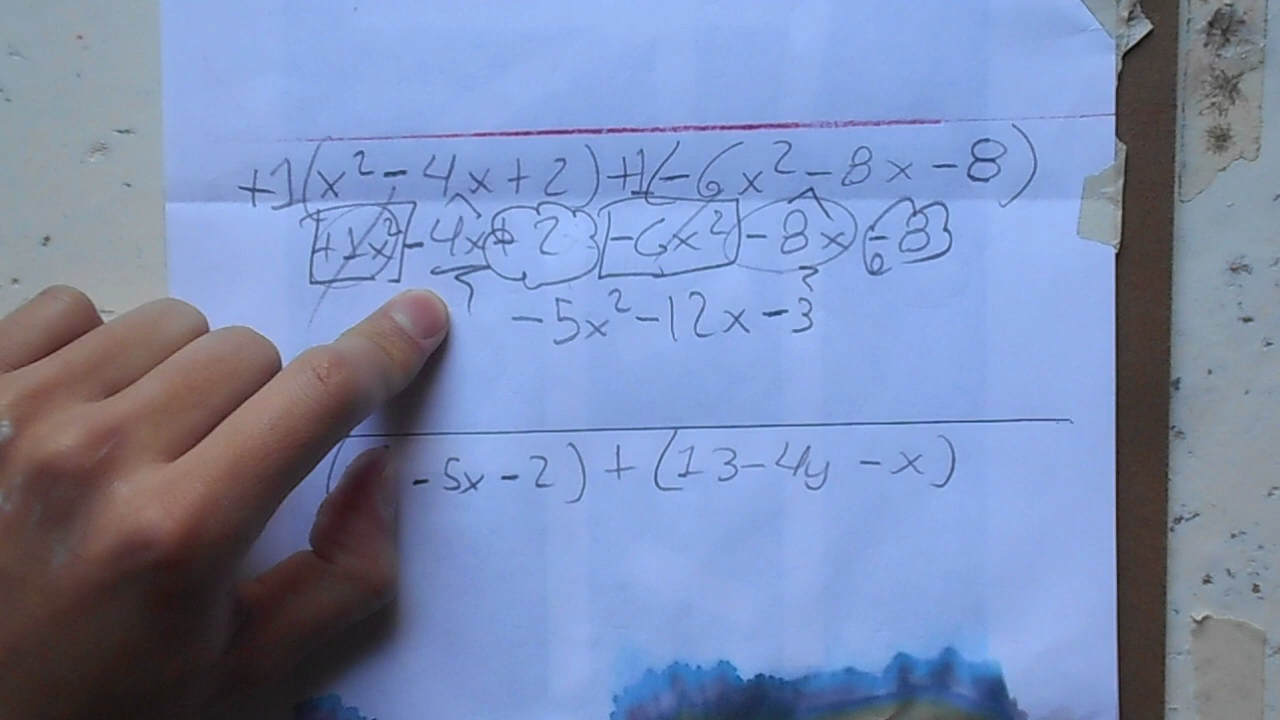 +1(x² - 4x + 2) + 1(-6x² - 8x - 8)
+1x² - 4x + 2 - 6x² - 8x - 8
-5x² - 12x - 3
( - 5x - 2) + (13 - 4y - x)